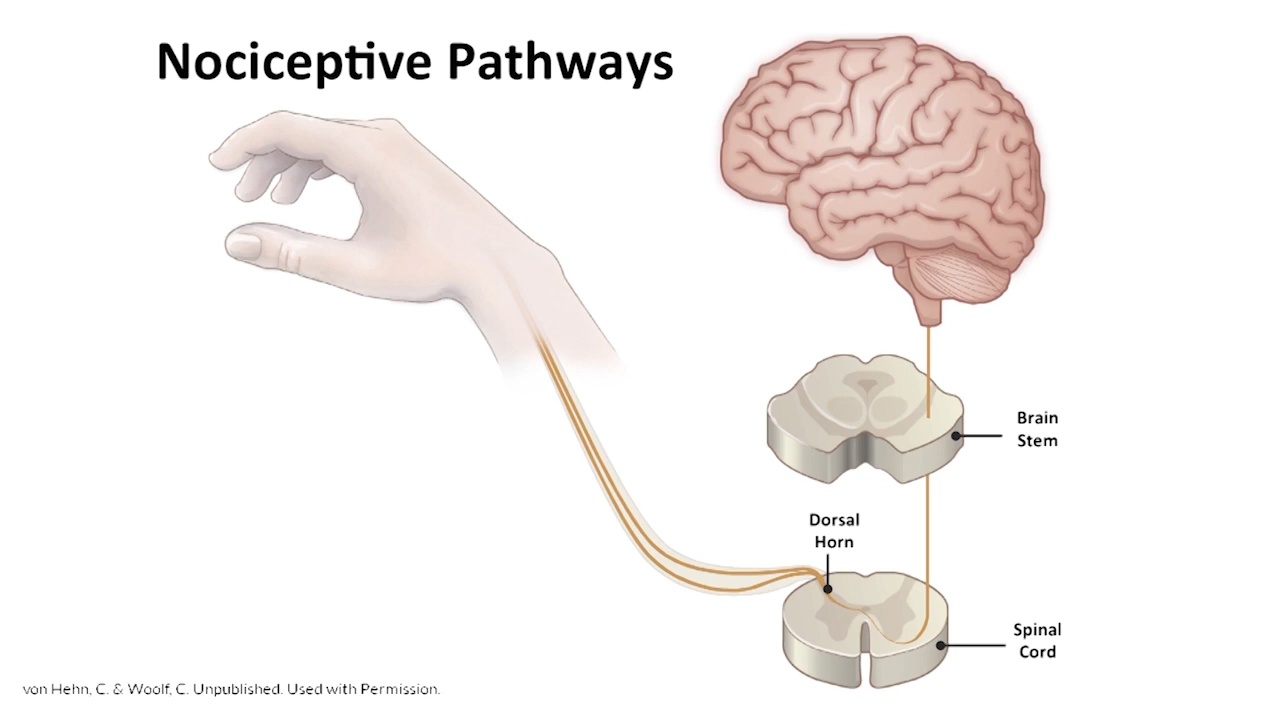 Nociceptive Pathways
Brain
Stem
Dorsal
Horn
Spinal
Cord
von Hehn, C. & Woolf, C. Unpublished. Used with Permission.